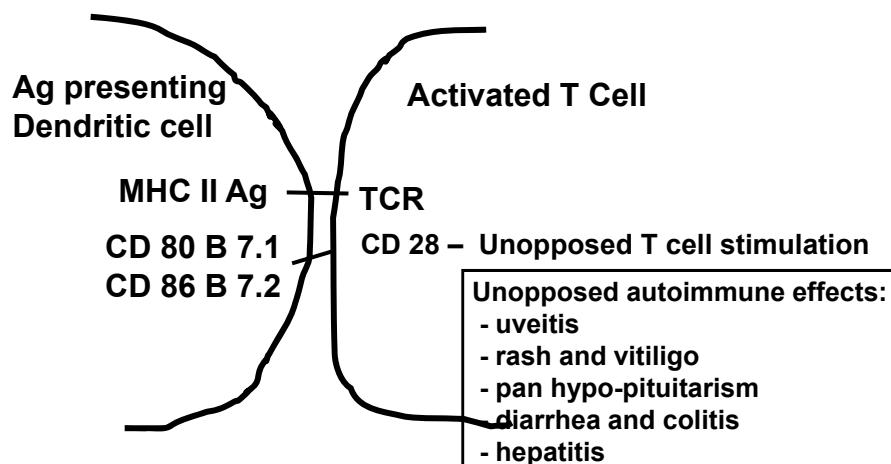 Ag presenting
Dendritic cell
Activated T Cell
MHC II Ag
TCR
CD 80 B 7.1
CD 86 B 7.2
CD 28 – Unopposed T cell stimulation
Unopposed autoimmune effects:
- uveitis
- rash and vitiligo
- pan hypo-pituitarism
- diarrhea and colitis
- hepatitis